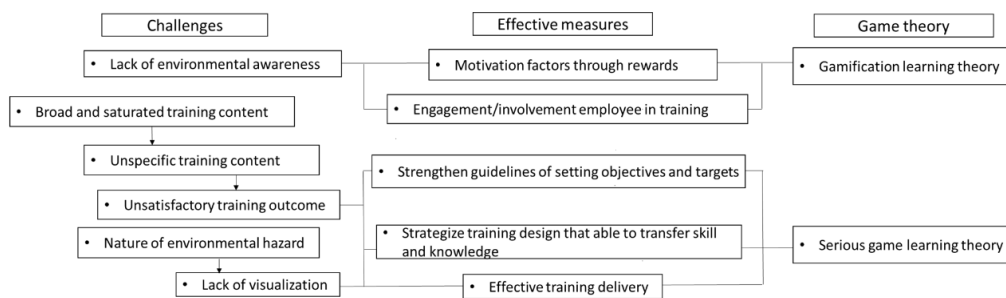 Challenges
Effective measures
Game theory
• Lack of environmental awareness
• Motivation factors through rewards
• Gamification learning theory
• Engagement/involvement employee in training
• Broad and saturated training content
• Unspecific training content
• Strengthen guidelines of setting objectives and targets
• Unsatisfactory training outcome
• Nature of environmental hazard
• Strategize training design that able to transfer skill
and knowledge
• Serious game learning theory
• Lack of visualization
• Effective training delivery